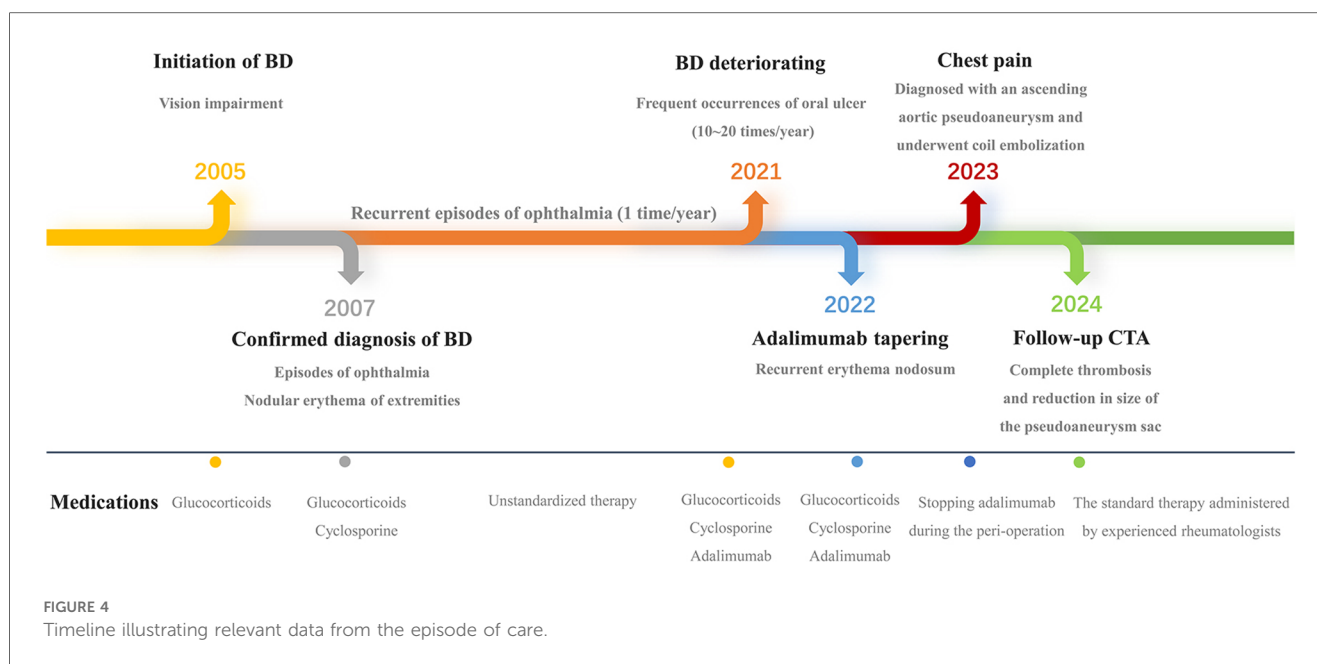 Initiation of BD
Vision impairment
2005
BD deteriorating
Frequent occurrences of oral ulcer
(10~20 times/year)
2021
Chest pain
Diagnosed with an ascending
aortic pseudoaneurysm and
underwent coil embolization
2023
Recurrent episodes of ophthalmia (1 time/year)
2007
Confirmed diagnosis of BD
Episodes of ophthalmia
Nodular erythema of extremities
2022
Adalimumab tapering
Recurrent erythema nodosum
2024
Follow-up CTA
Complete thrombosis
and reduction in size of
the pseudoaneurysm sac
Medications
Glucocorticoids
Glucocorticoids
Cyclosporine
Unstandardized therapy
Glucocorticoids
Cyclosporine
Adalimumab
Glucocorticoids
Cyclosporine
Adalimumab
Stopping adalimumab
during the peri-operation
The standard therapy administered
by experienced rheumatologists
FIGURE 4
Timeline illustrating relevant data from the episode of care.